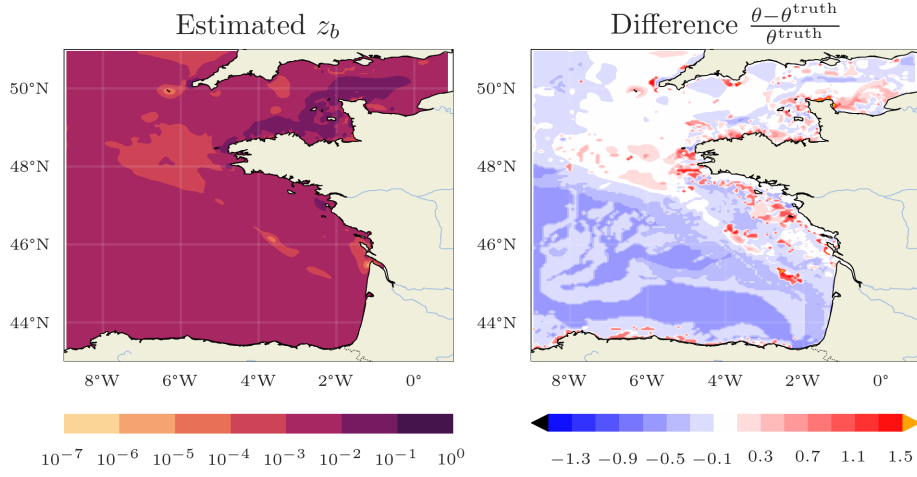 Estimated z_b
Difference \frac{θ−θ^{truth}}{θ^{truth}}
50°N
48°N
46°N
44°N
8°W 6°W 4°W 2°W 0°
50°N
48°N
46°N
44°N
8°W 6°W 4°W 2°W 0°
10^{−7} 10^{−6} 10^{−5} 10^{−4} 10^{−3} 10^{−2} 10^{−1} 10^{0}
−1.3 −0.9 −0.5 −0.1 0.3 0.7 1.1 1.5